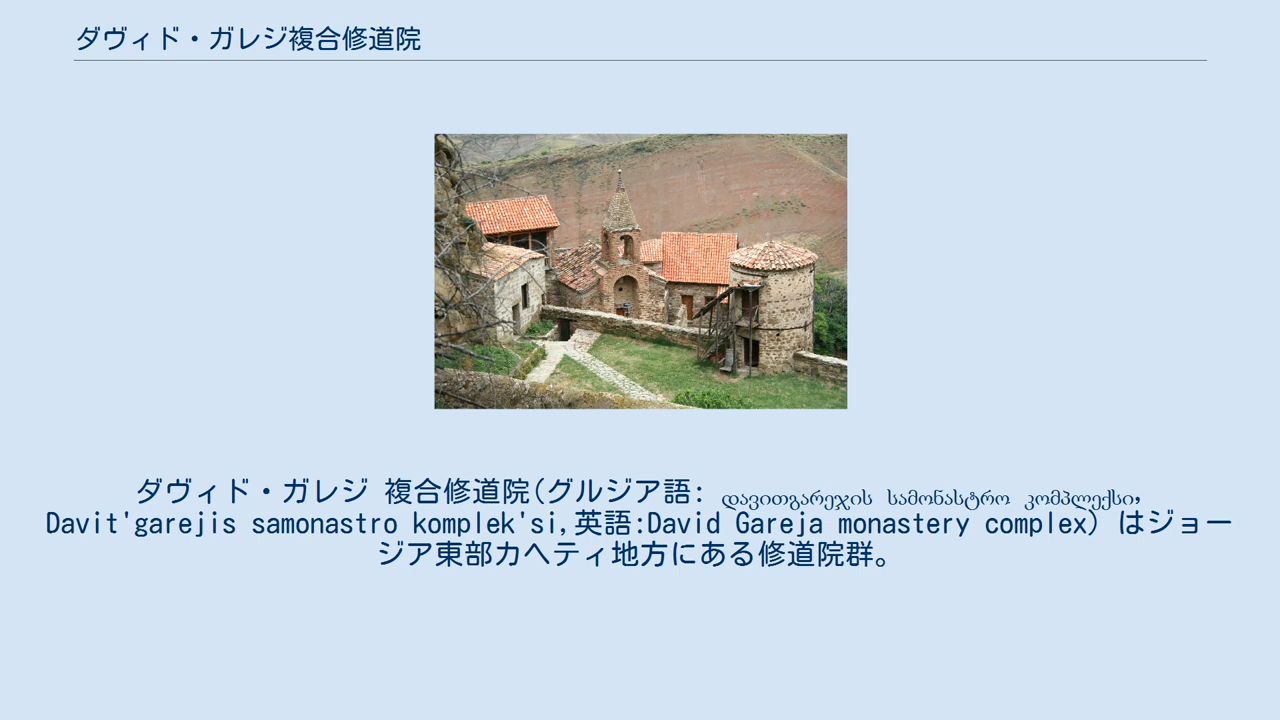 ダヴィド・ガレジ複合修道院
ダヴィド・ガレジ 複合修道院(グルジア語: დავითგარეჯის სამონასტრო კომპლექსი,
Davit'garejis samonastro komplek'si,英語:David Gareja monastery complex) はジョー
ジア東部カヘティ地方にある修道院群。